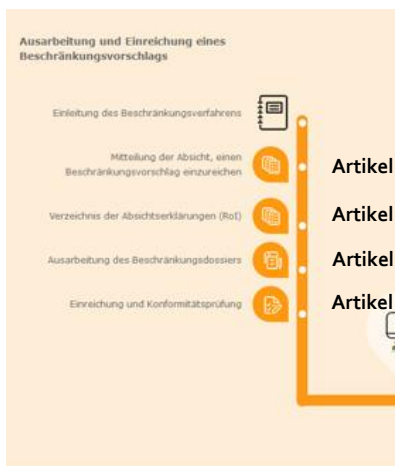 Ausarbeitung und Einreichung eines
Beschränkungsvorschlags
Einleitung des Beschränkungsverfahrens
Mitteilung der Absicht, einen
Beschränkungsvorschlag einzureichen
Artikel
Verzeichnis der Absichtserklärungen (RoI)
Artikel
Ausarbeitung des Beschränkungsdossiers
Artikel
Einreichung und Konformitätsprüfung
Artikel